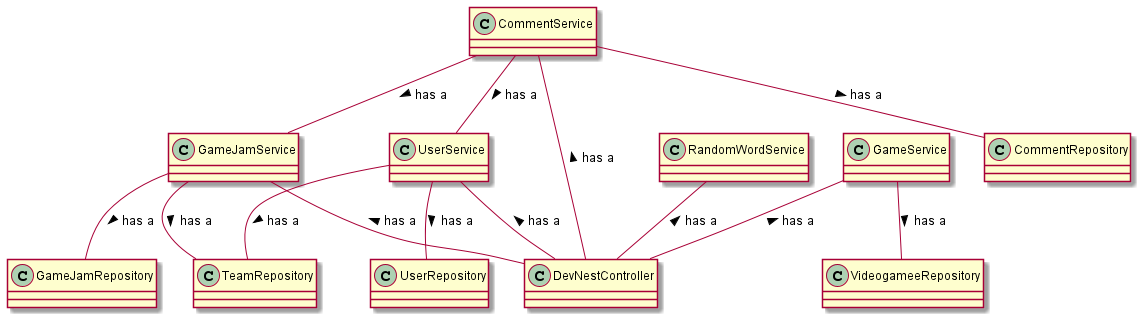 C CommentService
has a
has a
has a
has a
C GameJamService
C UserService
C RandomWordService
C GameService
C CommentRepository
has a
has a
has a
has a
has a
has a
has a
has a
has a
C GameJamRepository
C TeamRepository
C UserRepository
C DevNestController
C VideogameeRepository